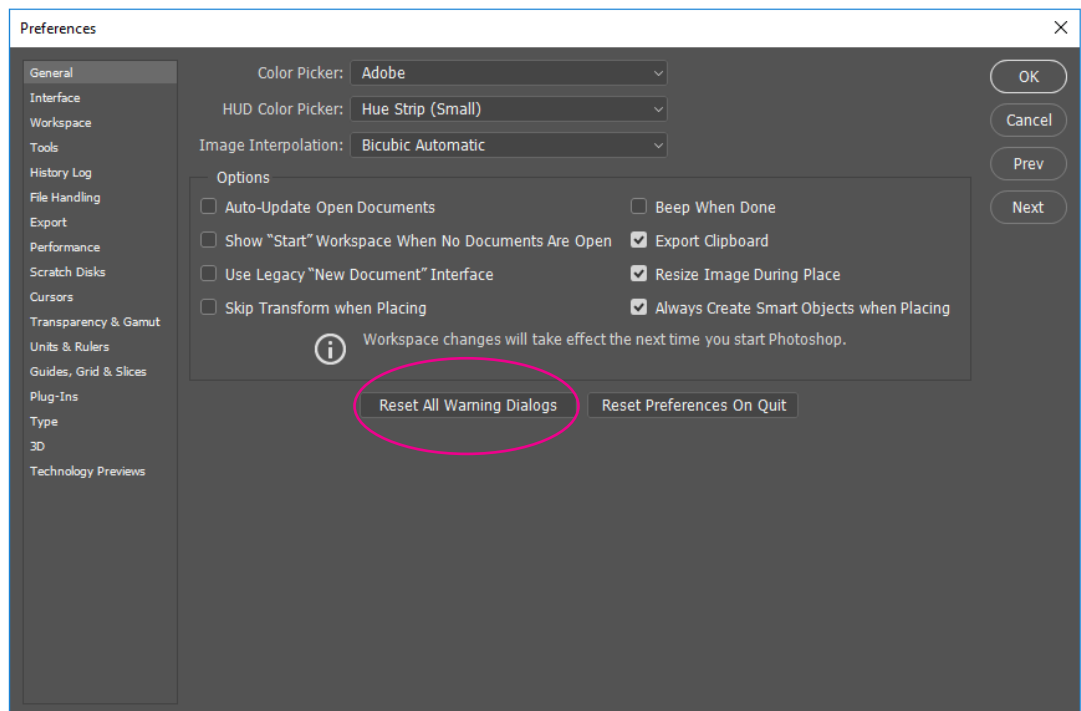 Preferences
General
Interface
Workspace
Tools
History Log
File Handling
Export
Performance
Scratch Disks
Cursors
Transparency & Gamut
Units & Rulers
Guides, Grid & Slices
Plug-Ins
Type
3D
Technology Previews
Color Picker: Adobe
HUD Color Picker: Hue Strip (Small)
Image Interpolation: Bicubic Automatic
Options
Auto-Update Open Documents
Beep When Done
Show “Start” Workspace When No Documents Are Open
Export Clipboard
Use Legacy “New Document” Interface
Resize Image During Place
Skip Transform when Placing
Always Create Smart Objects when Placing
Workspace changes will take effect the next time you start Photoshop.
Reset All Warning Dialogs
Reset Preferences On Quit
OK
Cancel
Prev
Next